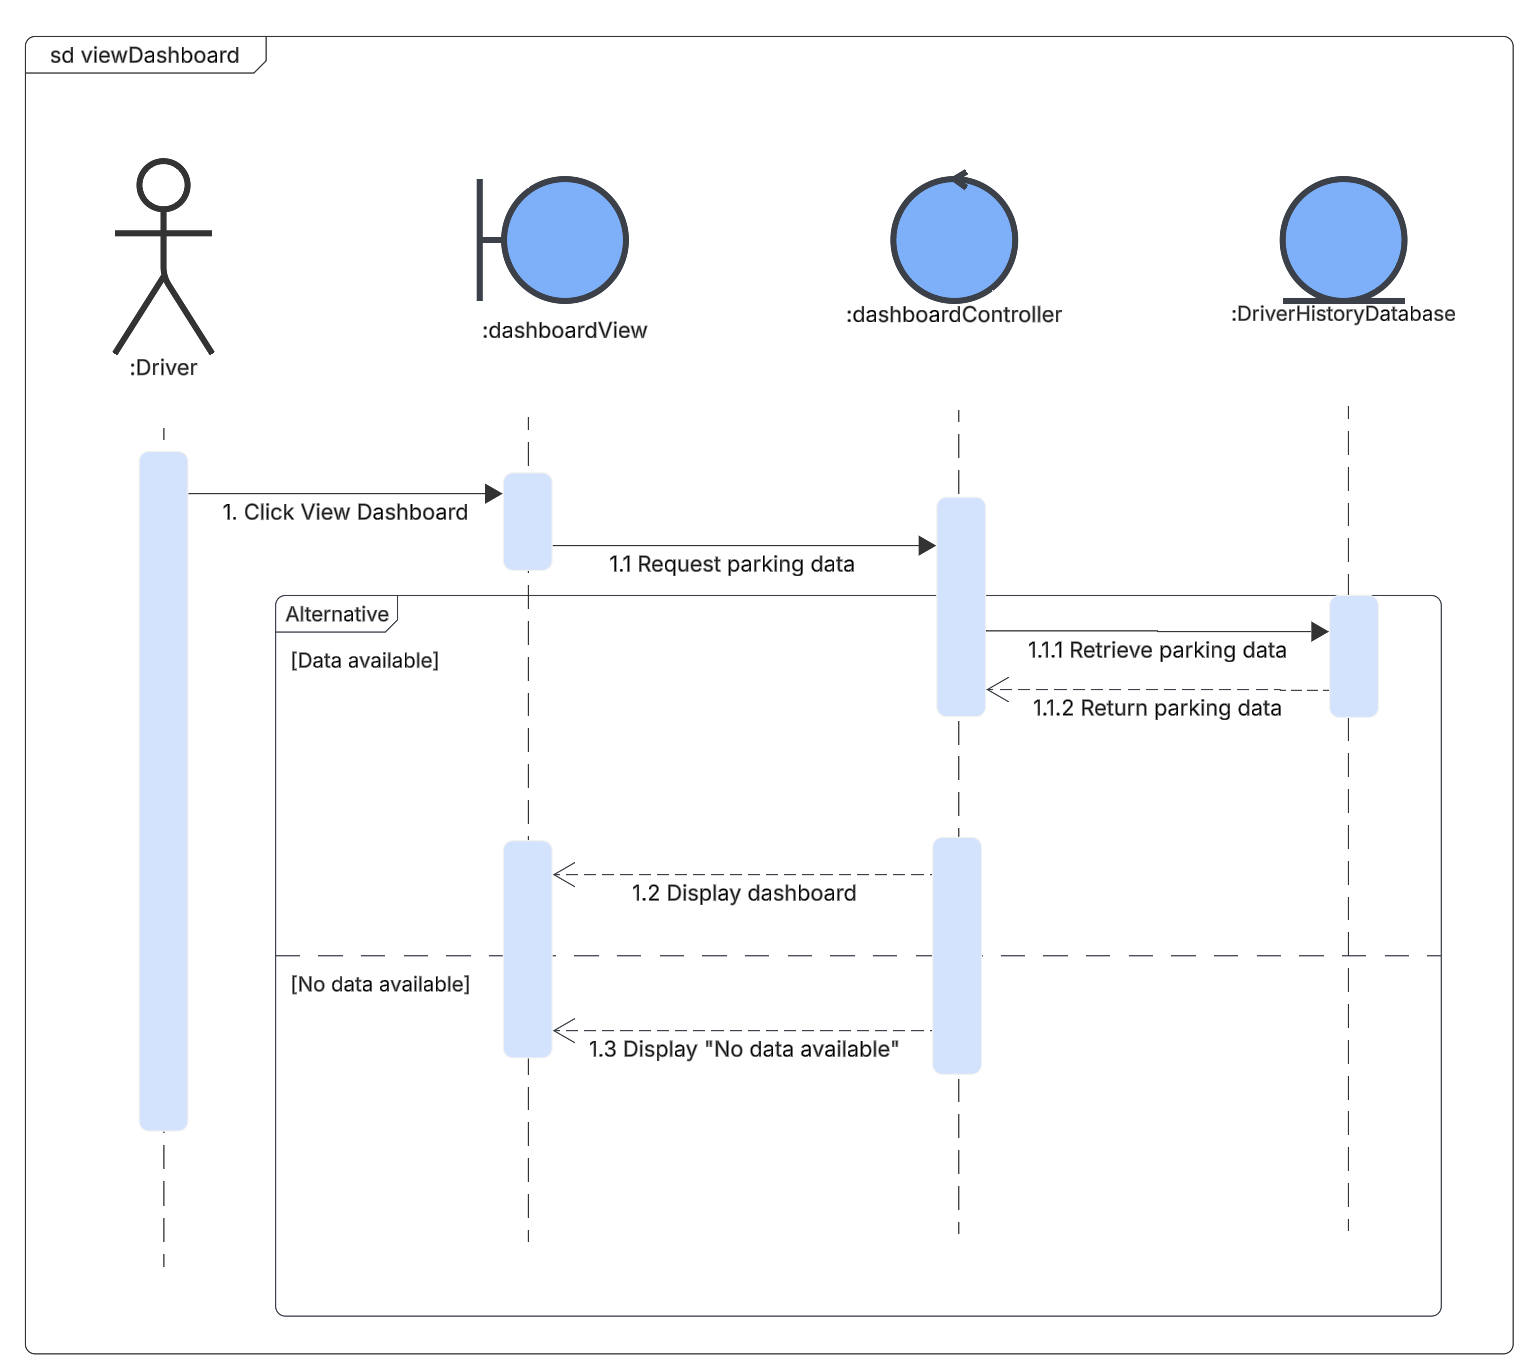 sd viewDashboard
:Driver
:dashboardView
:dashboardController
:DriverHistoryDatabase
1. Click View Dashboard
1.1 Request parking data
Alternative
[Data available]
1.1.1 Retrieve parking data
1.1.2 Return parking data
1.2 Display dashboard
[No data available]
1.3 Display "No data available"